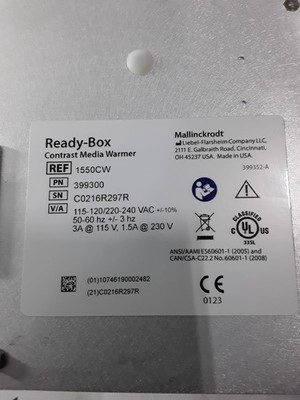 Ready-Box
Contrast Media Warmer
REF 1550CW
PN 399300
SN C0216R297R
V/A 115-120/220-240 VAC +/-10%
50-60 hz +/- 3 hz
3A @ 115 V, 1.5A @ 230 V
(01)10746190002482
(21)C0216R297R
Mallinckrodt
Liebel-Flarsheim-Company LLC.
2111 E. Galbraith Road, Cincinnati,
OH 45237 USA. Made in USA.
399352-A
CLASSIFIED
C UL US
335L
ANSI/AAMI ES60601-1 (2005) and
CAN/CSA-C22.2 No. 60601-1 (2008)
CE
0123